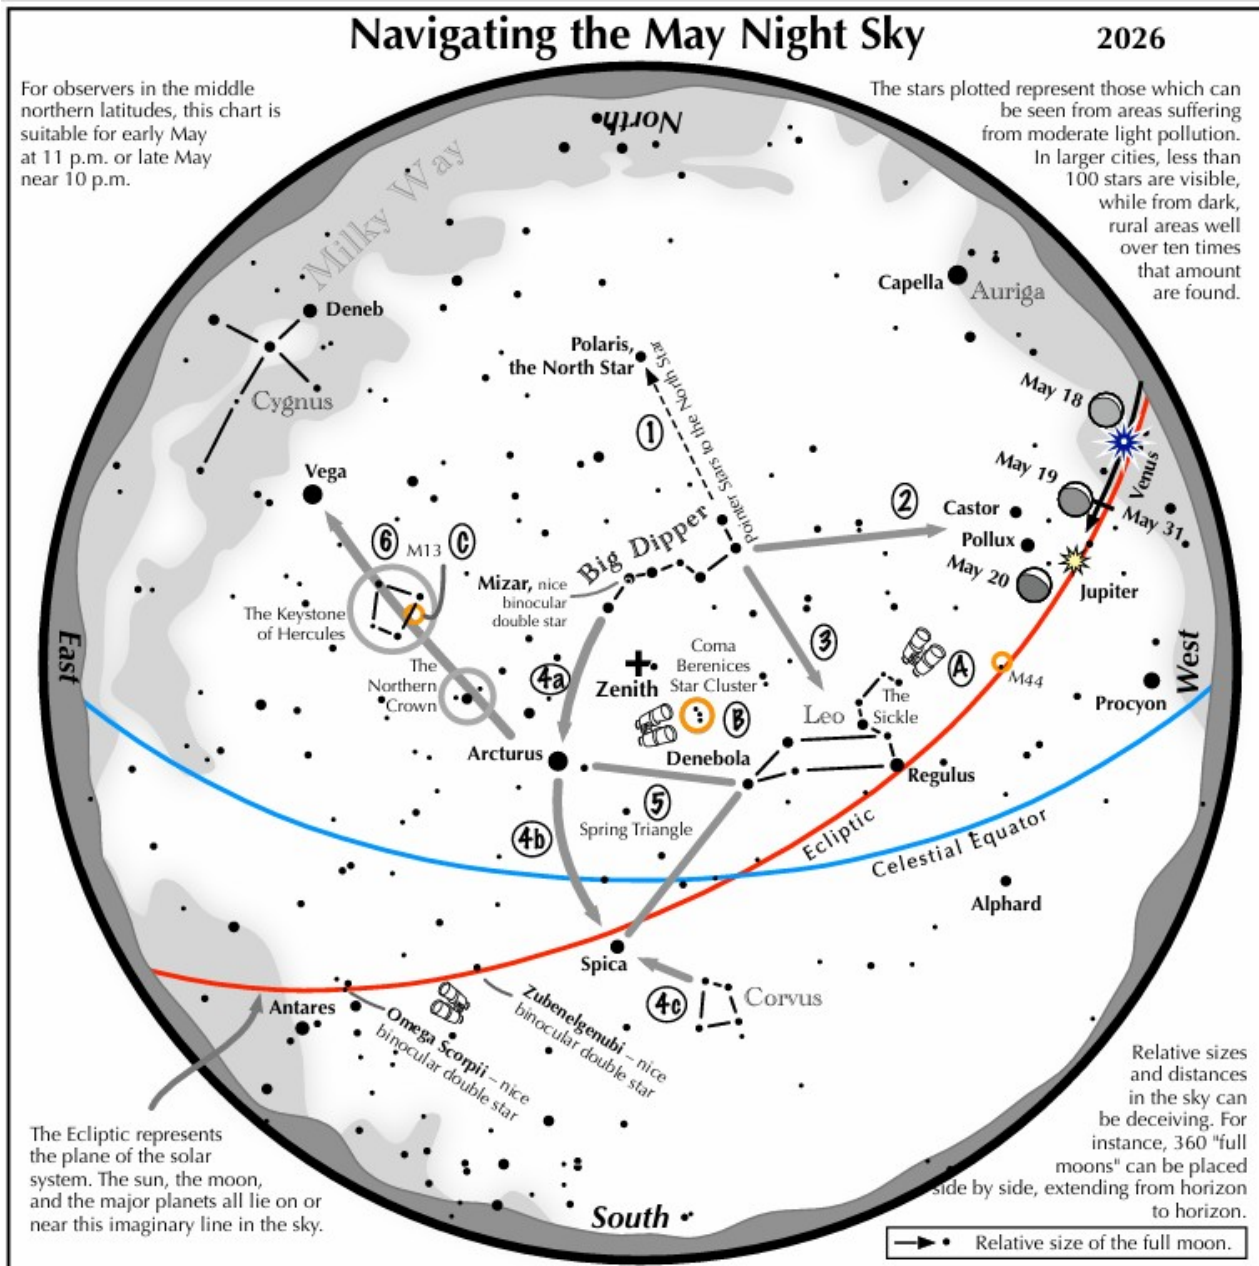 Navigating the May Night Sky
2026
For observers in the middle
northern latitudes, this chart is
suitable for early May
at 11 p.m. or late May
near 10 p.m.
The stars plotted represent those which can
be seen from areas suffering
from moderate light pollution.
In larger cities, less than
100 stars are visible,
while from dark,
rural areas well
over ten times
that amount
are found.
North
Milky Way
Capella
Auriga
Deneb
Cygnus
Polaris,
the North Star
Pointer Stars to the North Star
1
May 18
Venus
May 19
May 31
May 20
Jupiter
Vega
2
Castor
Pollux
6
M13
C
Big Dipper
Mizar, nice
binocular
double star
The Keystone
of Hercules
The
Northern
Crown
East
West
4a
Zenith
Coma
Berenices
Star Cluster
B
3
A
The
Sickle
Leo
M44
Procyon
Arcturus
Denebola
Regulus
5
Spring Triangle
4b
Ecliptic
Celestial Equator
Alphard
Spica
4c
Corvus
Antares
Omega Scorpii – nice
binocular double star
Zubenelgenubi – nice
binocular double star
The Ecliptic represents
the plane of the solar
system. The sun, the moon,
and the major planets all lie on or
near this imaginary line in the sky.
South
Relative sizes
and distances
in the sky can
be deceiving. For
instance, 360 "full
moons" can be placed
side by side, extending from horizon
to horizon.
Relative size of the full moon.